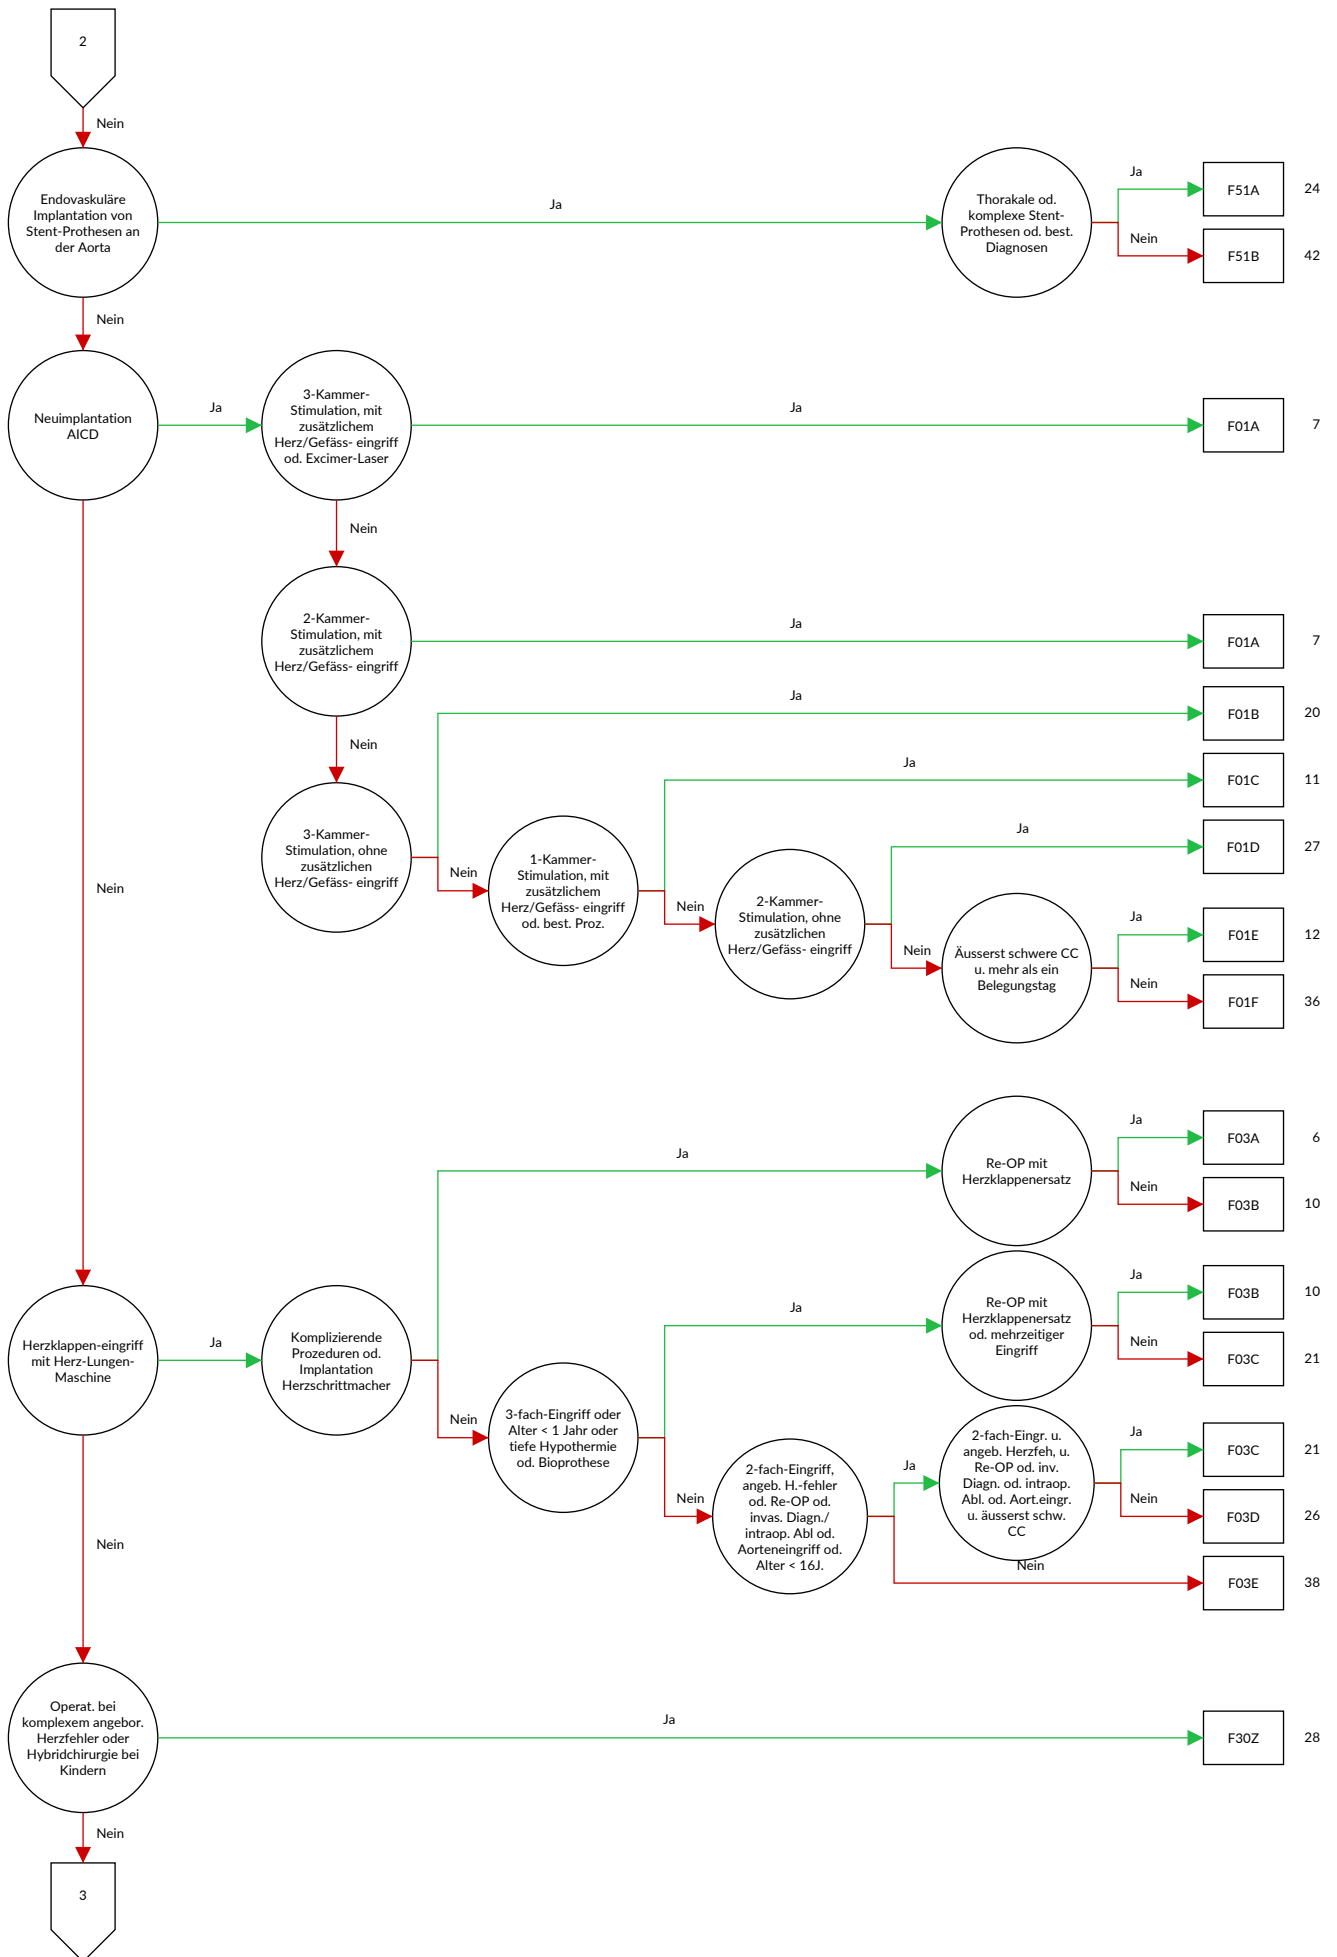 2
Nein
Endovaskuläre
Implantation von
Stent-Prothesen an
der Aorta
Ja
Thorakale od.
komplexe Stent-
Prothesen od. best.
Diagnosen
Ja
F51A
24
Nein
F51B
42
Nein
Neuimplantation
AICD
Ja
3-Kammer-
Stimulation, mit
zusätzlichem
Herz/Gefäss- eingriff
od. Excimer-Laser
Ja
F01A
7
Nein
2-Kammer-
Stimulation, mit
zusätzlichem
Herz/Gefäss- eingriff
Ja
F01A
7
Nein
3-Kammer-
Stimulation, ohne
zusätzlichen
Herz/Gefäss- eingriff
Ja
F01B
20
Nein
1-Kammer-
Stimulation, mit
zusätzlichem
Herz/Gefäss- eingriff
od. best. Proz.
Ja
F01C
11
Nein
2-Kammer-
Stimulation, ohne
zusätzlichen
Herz/Gefäss- eingriff
Ja
F01D
27
Nein
Äusserst schwere CC
u. mehr als ein
Belegungstag
Ja
F01E
12
Nein
F01F
36
Nein
Herzklappen-eingriff
mit Herz-Lungen-
Maschine
Ja
Komplizierende
Prozeduren od.
Implantation
Herzschrittmacher
Ja
Re-OP mit
Herzklappenersatz
Ja
F03A
6
Nein
F03B
10
Nein
3-fach-Eingriff oder
Alter < 1 Jahr oder
tiefe Hypothermie
od. Bioprothese
Ja
Re-OP mit
Herzklappenersatz
od. mehrzeitiger
Eingriff
Ja
F03B
10
Nein
F03C
21
Nein
2-fach-Eingriff,
angeb. H.-fehler
od. Re-OP od.
invas. Diagn./
intraop. Abl od.
Aorteneingriff od.
Alter < 16J.
Ja
2-fach-Eingr. u.
angeb. Herzfeh, u.
Re-OP od. inv.
Diagn. od. intraop.
Abl. od. Aort.eingr.
u. äusserst schw.
CC
Ja
F03C
21
Nein
F03D
26
Nein
F03E
38
Nein
Operat. bei
komplexem angebor.
Herzfehler oder
Hybridchirurgie bei
Kindern
Ja
F30Z
28
Nein
3